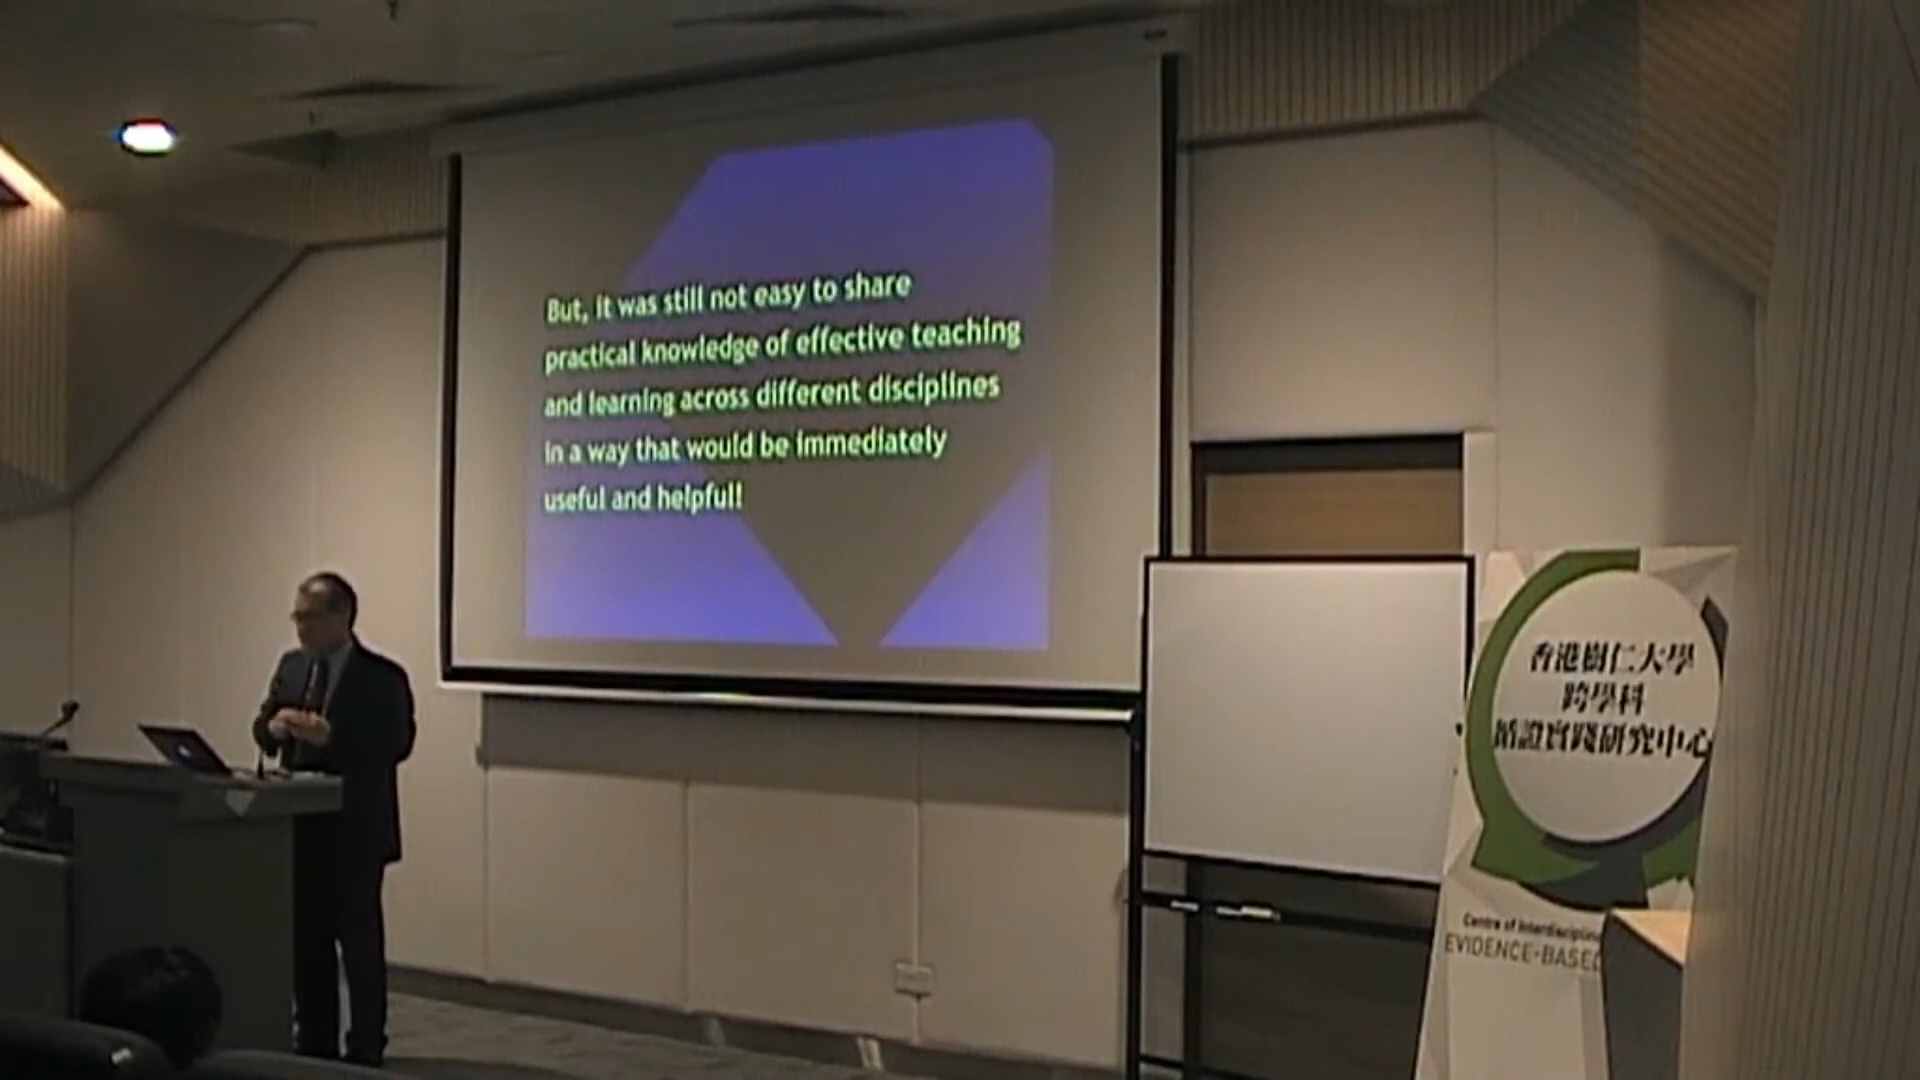 But, it was still not easy to share
practical knowledge of effective teaching
and learning across different disciplines
in a way that would be immediately
useful and helpful!
香港樹仁大學
跨學科
循證實踐研究中心
Centre of Interdisciplin
EVIDENCE-BASED